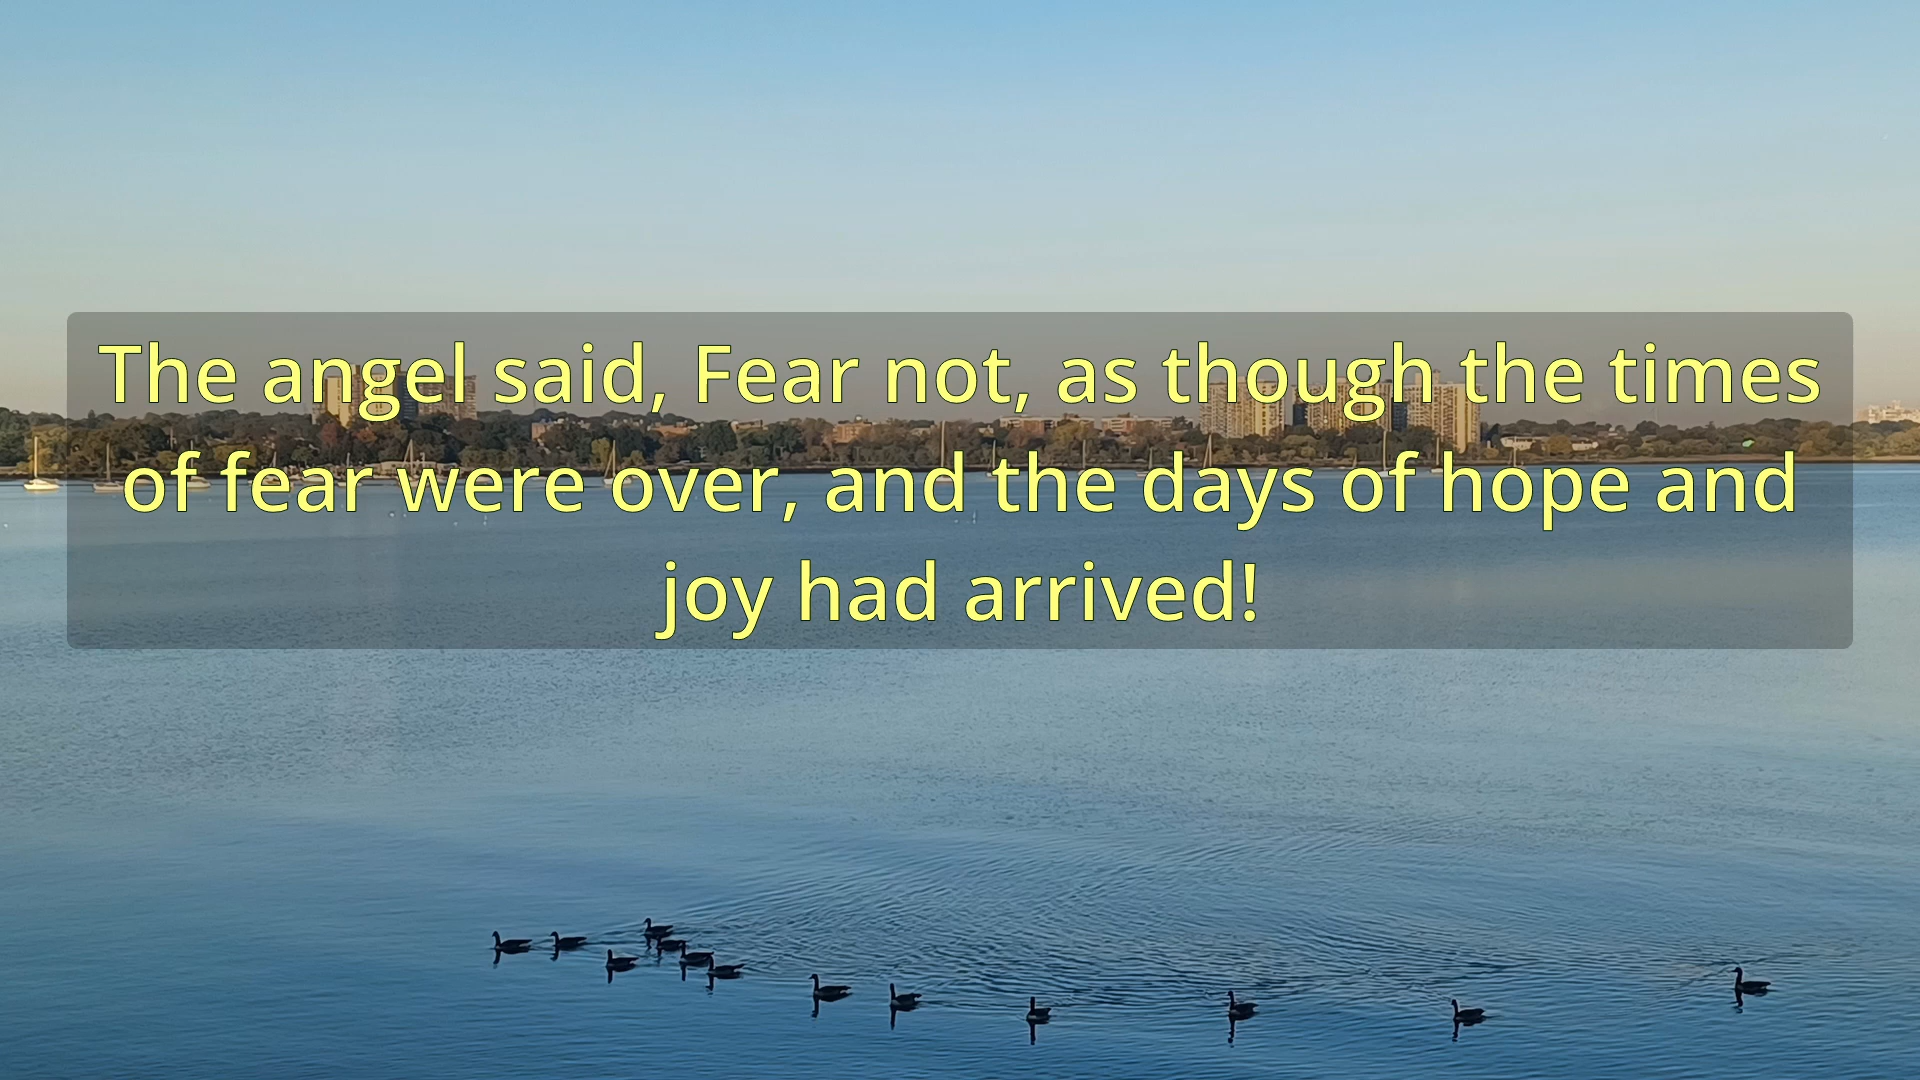 The angel said, Fear not, as though the times
of fear were over, and the days of hope and
joy had arrived!